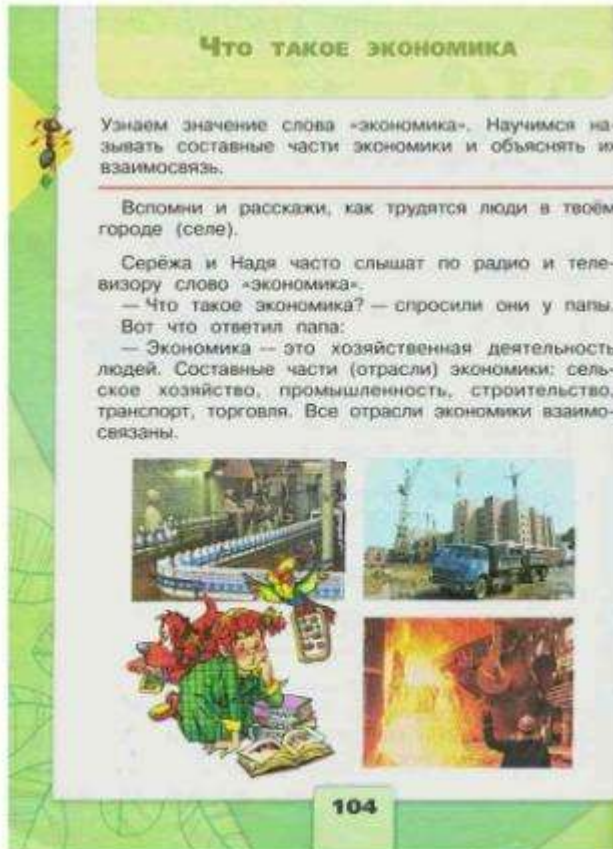 Что такое экономика
Узнаем значение слова «экономика». Научимся на-
зывать составные части экономики и объяснять их
взаимосвязь.
Вспомни и расскажи, как трудятся люди в твоём
городе (селе).
Серёжа и Надя часто слышат по радио и теле-
визору слово «экономика».
— Что такое экономика? — спросили они у папы.
Вот что ответил папа:
— Экономика — это хозяйственная деятельность
людей. Составные части (отрасли) экономики: сель-
ское хозяйство, промышленность, строительство,
транспорт, торговля. Все отрасли экономики взаимо-
связаны.
104